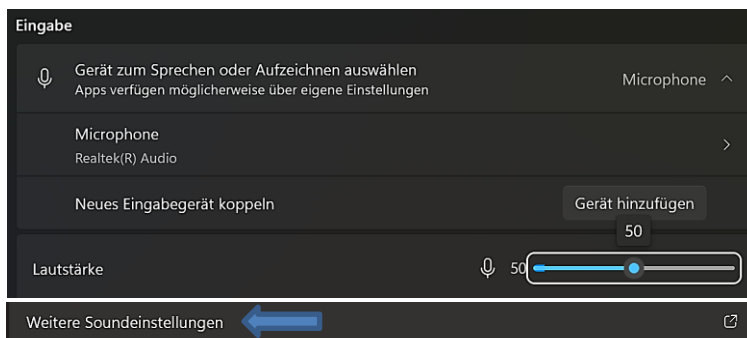 Eingabe
Gerät zum Sprechen oder Aufzeichnen auswählen
Apps verfügen möglicherweise über eigene Einstellungen
Microphone
Microphone
Realtek(R) Audio
Neues Eingabegerät koppeln
Gerät hinzufügen
50
Lautstärke
50
Weitere Soundeinstellungen